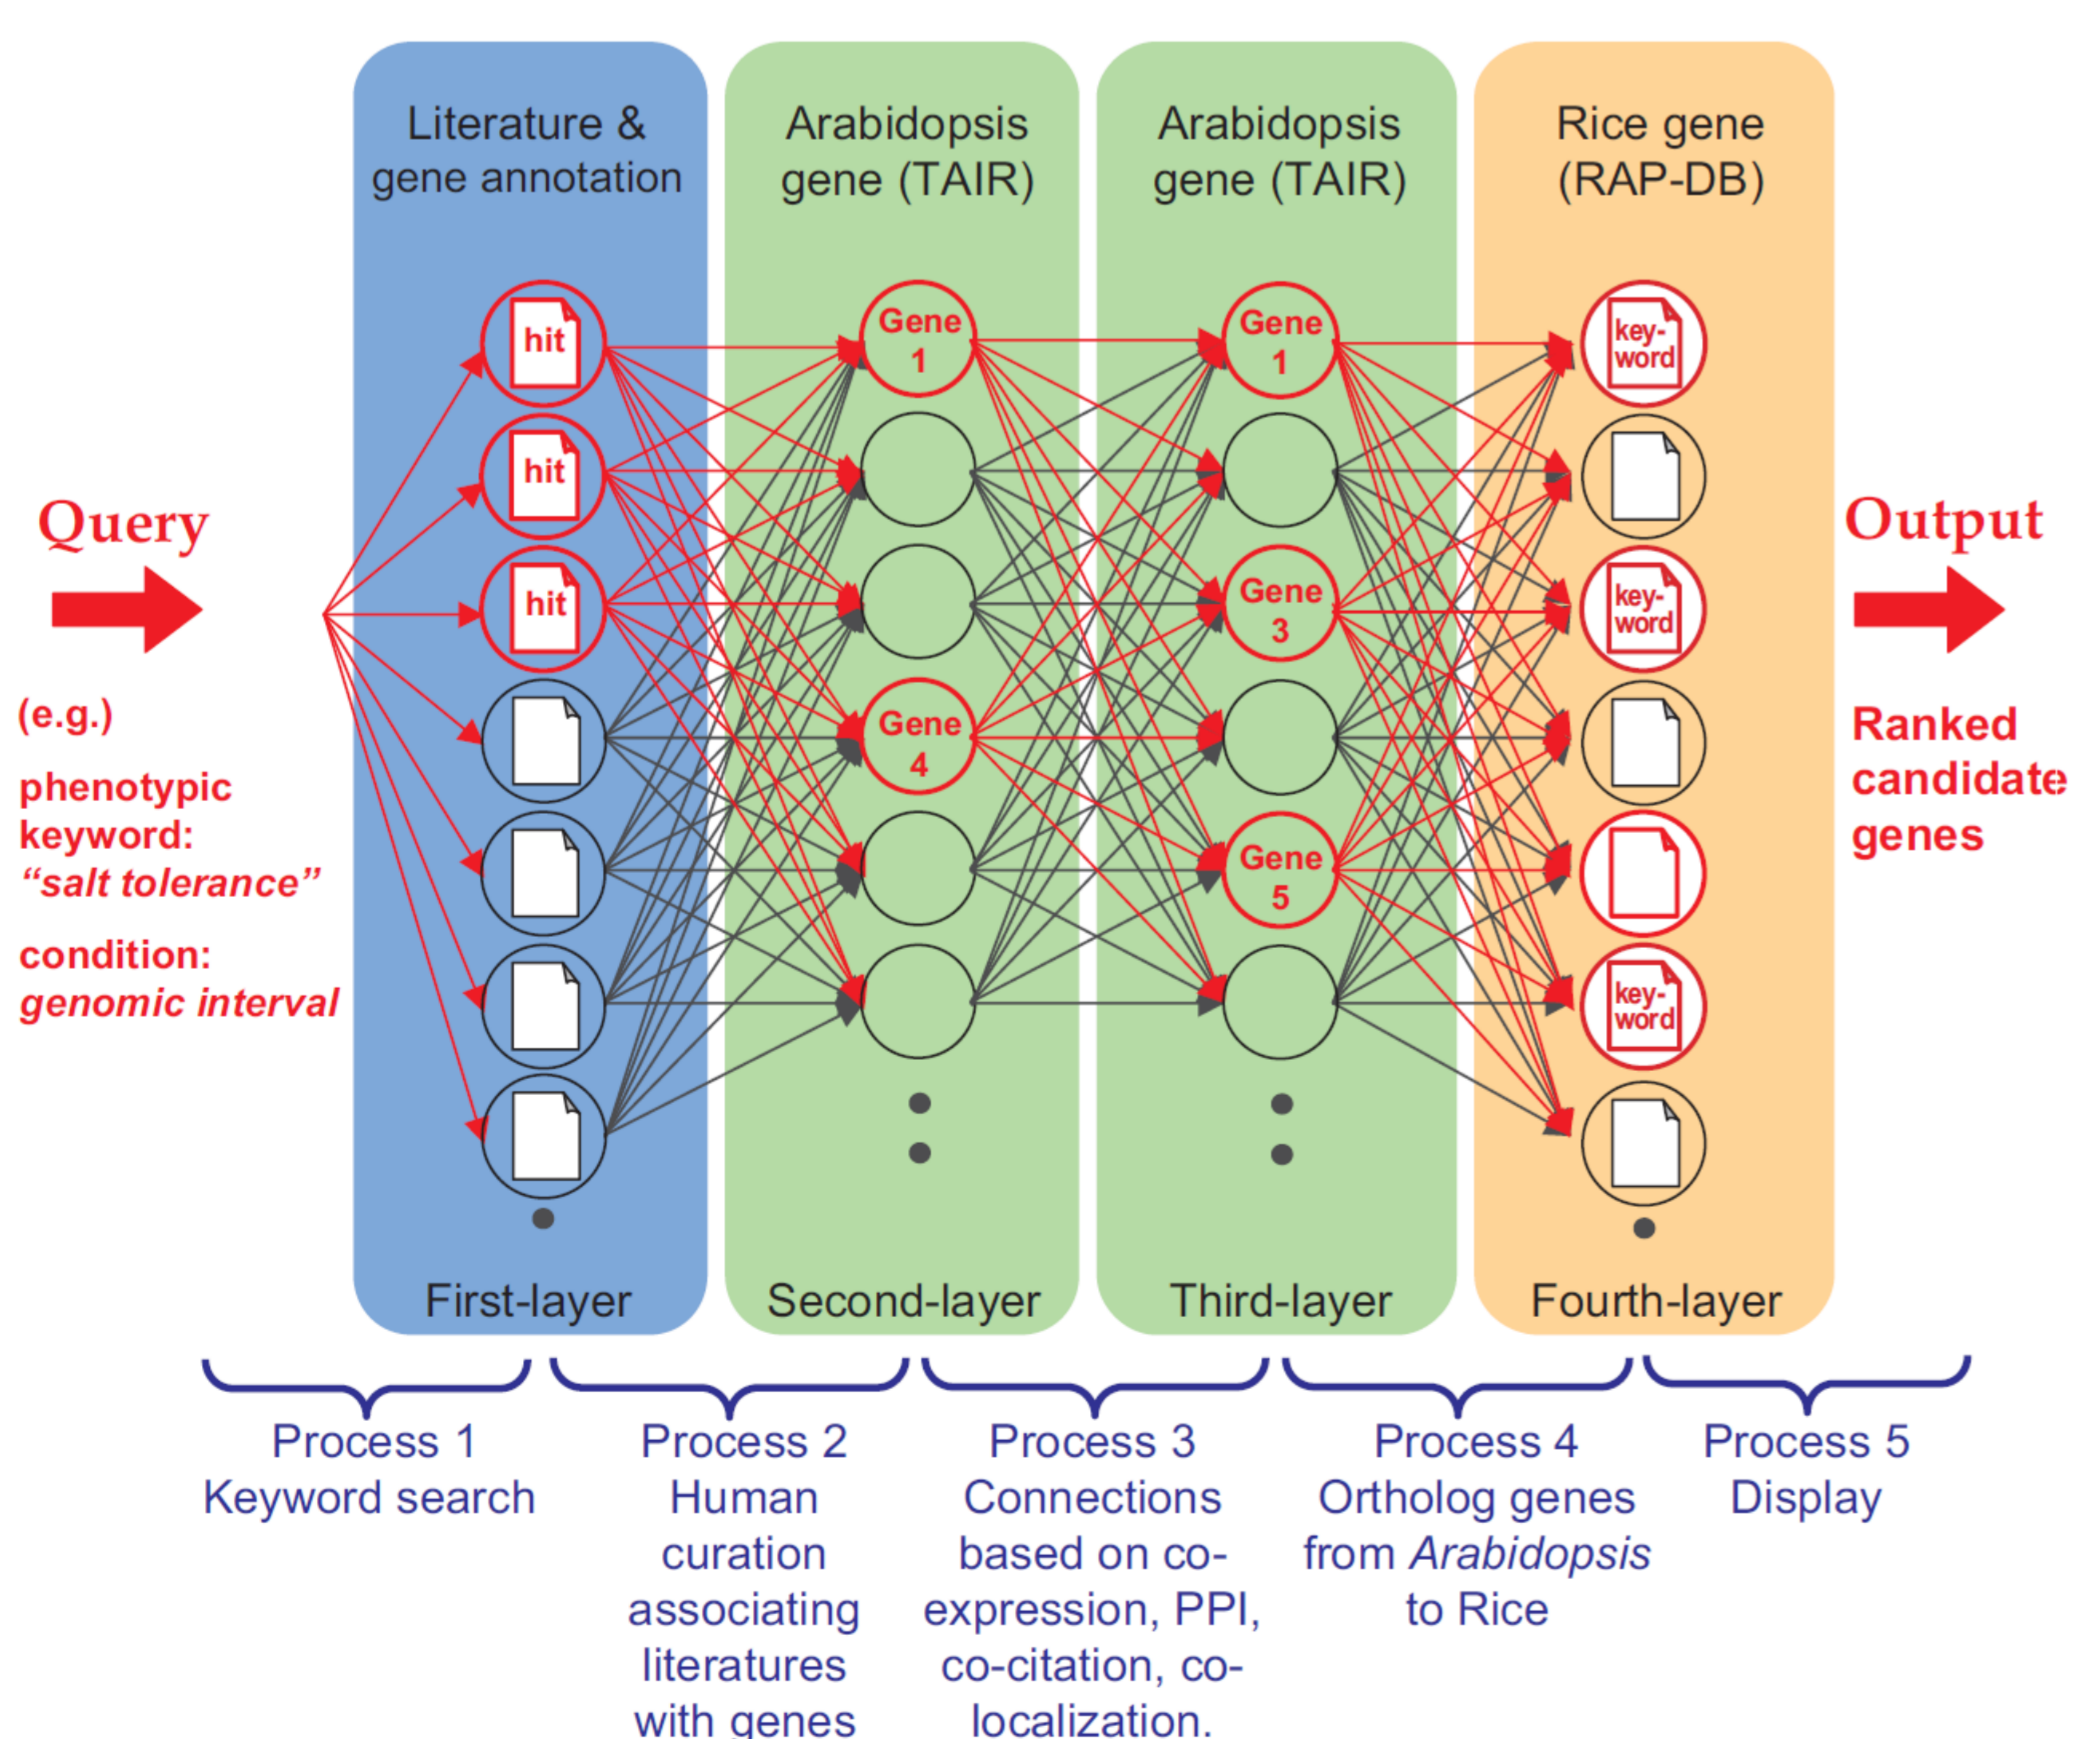 Literature &
gene annotation
Arabidopsis
gene (TAIR)
Arabidopsis
gene (TAIR)
Rice gene
(RAP-DB)
Query
(e.g.)
phenotypic
keyword:
“salt tolerance”
condition:
genomic interval
hit
hit
hit
Gene
1
Gene
4
Gene
1
Gene
3
Gene
5
key-
word
key-
word
key-
word
Output
Ranked
candidate
genes
First-layer
Second-layer
Third-layer
Fourth-layer
Process 1
Keyword search
Process 2
Human
curation
associating
literatures
with genes
Process 3
Connections
based on co-
expression, PPI,
co-citation, co-
localization.
Process 4
Ortholog genes
from Arabidopsis
to Rice
Process 5
Display